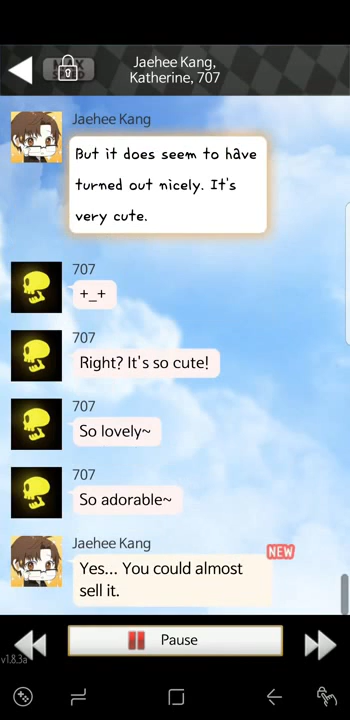 Jaehee Kang,
Katherine, 707
Jaehee Kang
But it does seem to have
turned out nicely. It's
very cute.
707
+_+
707
Right? It's so cute!
707
So lovely~
707
So adorable~
Jaehee Kang
NEW
Yes... You could almost
sell it.
Pause
v1.8.3a